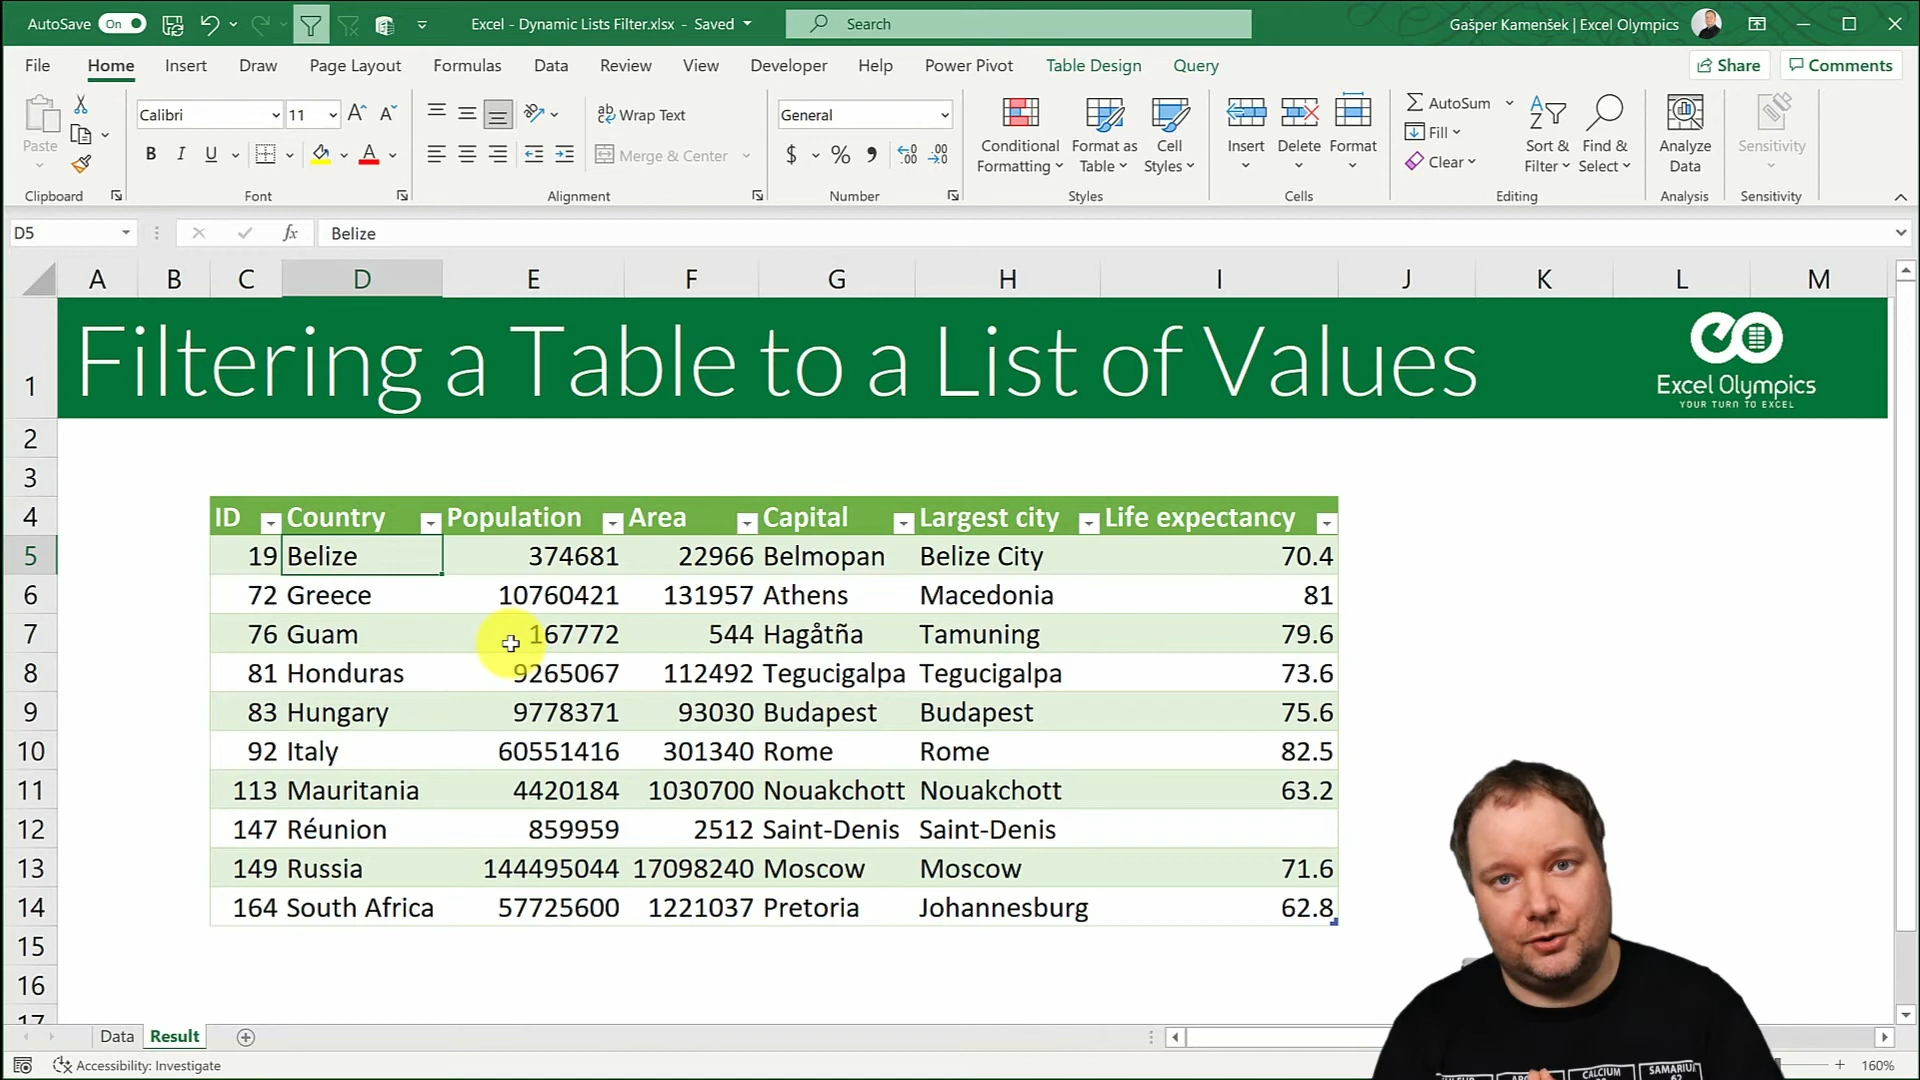 AutoSave On Excel - Dynamic Lists Filter.xlsx - Saved Search Gašper Kamenšek | Excel Olympics
File Home Insert Draw Page Layout Formulas Data Review View Developer Help Power Pivot Table Design Query Share Comments
Paste Calibri 11 Wrap Text General Conditional Formatting Format as Table Cell Styles Insert Delete Format AutoSum Sort & Filter Find & Select Analyze Data Sensitivity
B I U Merge & Center $ % Fill
Clear
Clipboard Font Alignment Number Styles Cells Editing Analysis Sensitivity
D5 fx Belize
A B C D E F G H I J K L M
1 Filtering a Table to a List of Values
Excel Olympics
YOUR TURN TO EXCEL
2
3
4 ID Country Population Area Capital Largest city Life expectancy
5 19 Belize 374681 22966 Belmopan Belize City 70.4
6 72 Greece 10760421 131957 Athens Macedonia 81
7 76 Guam 167772 544 Hagåtña Tamuning 79.6
8 81 Honduras 9265067 112492 Tegucigalpa Tegucigalpa 73.6
9 83 Hungary 9778371 93030 Budapest Budapest 75.6
10 92 Italy 60551416 301340 Rome Rome 82.5
11 113 Mauritania 4420184 1030700 Nouakchott Nouakchott 63.2
12 147 Réunion 859959 2512 Saint-Denis Saint-Denis
13 149 Russia 144495044 17098240 Moscow Moscow 71.6
14 164 South Africa 57725600 1221037 Pretoria Johannesburg 62.8
15
16
17
Data Result
Accessibility: Investigate 160%
CALCIUM SAMARIUM
62